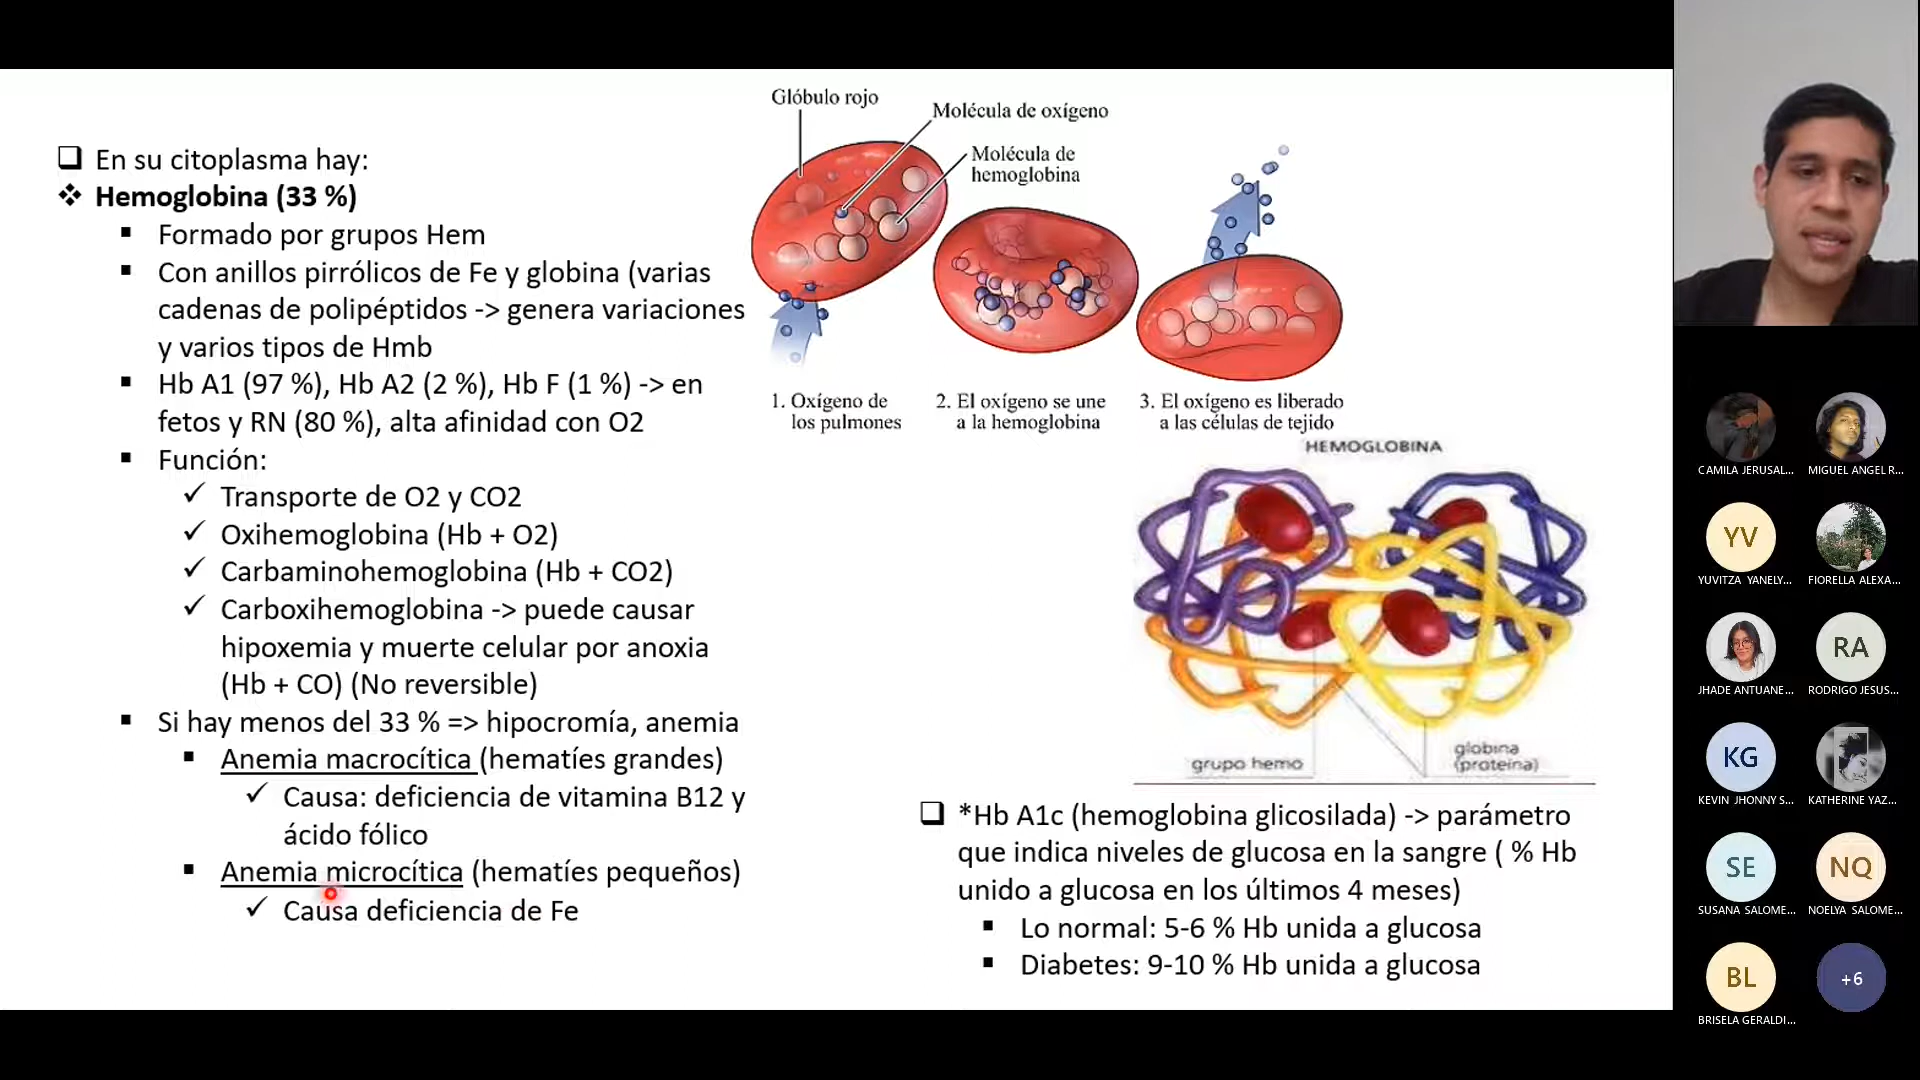 En su citoplasma hay:
Hemoglobina (33 %)
Formado por grupos Hem
Con anillos pirrólicos de Fe y globina (varias
cadenas de polipéptidos -> genera variaciones
y varios tipos de Hmb
Hb A1 (97 %), Hb A2 (2 %), Hb F (1 %) -> en
fetos y RN (80 %), alta afinidad con O2
Función:
Transporte de O2 y CO2
Oxihemoglobina (Hb + O2)
Carbaminohemoglobina (Hb + CO2)
Carboxihemoglobina -> puede causar
hipoxemia y muerte celular por anoxia
(Hb + CO) (No reversible)
Si hay menos del 33 % => hipocromía, anemia
Anemia macrocítica (hematíes grandes)
Causa: deficiencia de vitamina B12 y
ácido fólico
Anemia microcítica (hematíes pequeños)
Causa deficiencia de Fe
Glóbulo rojo
Molécula de oxígeno
Molécula de
hemoglobina
1. Oxígeno de
los pulmones
2. El oxígeno se une
a la hemoglobina
3. El oxígeno es liberado
a las células de tejido
HEMOGLOBINA
grupo hemo
globina
(proteína)
*Hb A1c (hemoglobina glicosilada) -> parámetro
que indica niveles de glucosa en la sangre ( % Hb
unido a glucosa en los últimos 4 meses)
Lo normal: 5-6 % Hb unida a glucosa
Diabetes: 9-10 % Hb unida a glucosa
CAMILA JERUSAL...
MIGUEL ANGEL R...
YV
YUVITZA YANELY...
FIORELLA ALEXA...
JHADE ANTUANE...
RA
RODRIGO JESUS...
KG
KEVIN JHONNY S...
KATHERINE YAZ...
SE
SUSANA SALOME...
NQ
NOELYA SALOME...
BL
BRISELA GERALDI...
+6